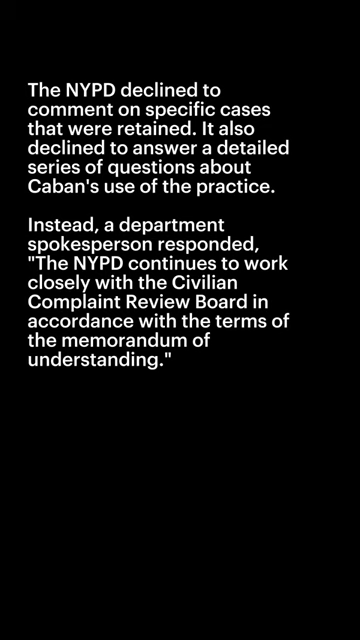 The NYPD declined to
comment on specific cases
that were retained. It also
declined to answer a detailed
series of questions about
Caban's use of the practice.
Instead, a department
spokesperson responded,
"The NYPD continues to work
closely with the Civilian
Complaint Review Board in
accordance with the terms of
the memorandum of
understanding."